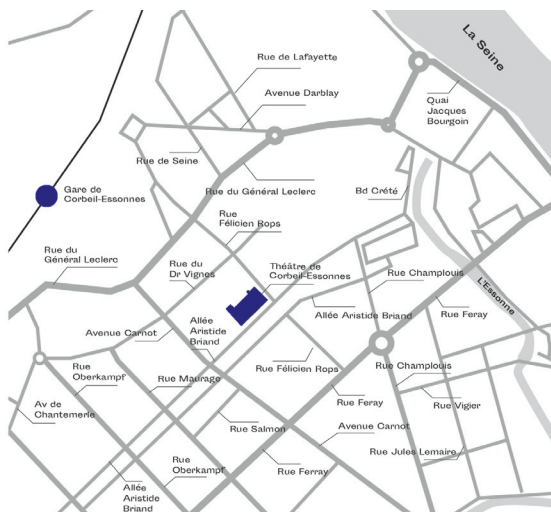 La Seine
Rue de Lafayette
Avenue Darblay
Quai
Jacques
Bourgoin
Rue de Seine
Gare de
Corbeil-Essonnes
Rue du Général Leclerc
Bd Crété
Rue
Félicien Rops
Rue du
Général Leclerc
Rue du
Dr Vignes
Théâtre de
Corbeil-Essonnes
Rue Champlouis
L'Essonne
Allée
Aristide
Briand
Allée Aristide Briand
Rue Feray
Avenue Carnot
Rue
Oberkampf
Rue Maurage
Rue Félicien Rops
Rue Champlouis
Av de
Chantemerle
Rue Feray
Rue Vigier
Rue Salmon
Avenue Carnot
Rue Jules Lemaire
Rue
Oberkampf
Rue Ferray
Allée
Aristide
Briand